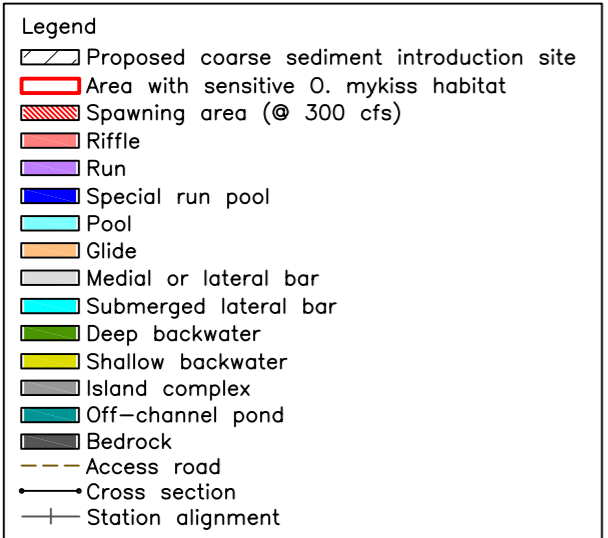 Legend
Proposed coarse sediment introduction site
Area with sensitive O. mykiss habitat
Spawning area (@ 300 cfs)
Riffle
Run
Special run pool
Pool
Glide
Medial or lateral bar
Submerged lateral bar
Deep backwater
Shallow backwater
Island complex
Off-channel pond
Bedrock
Access road
Cross section
Station alignment